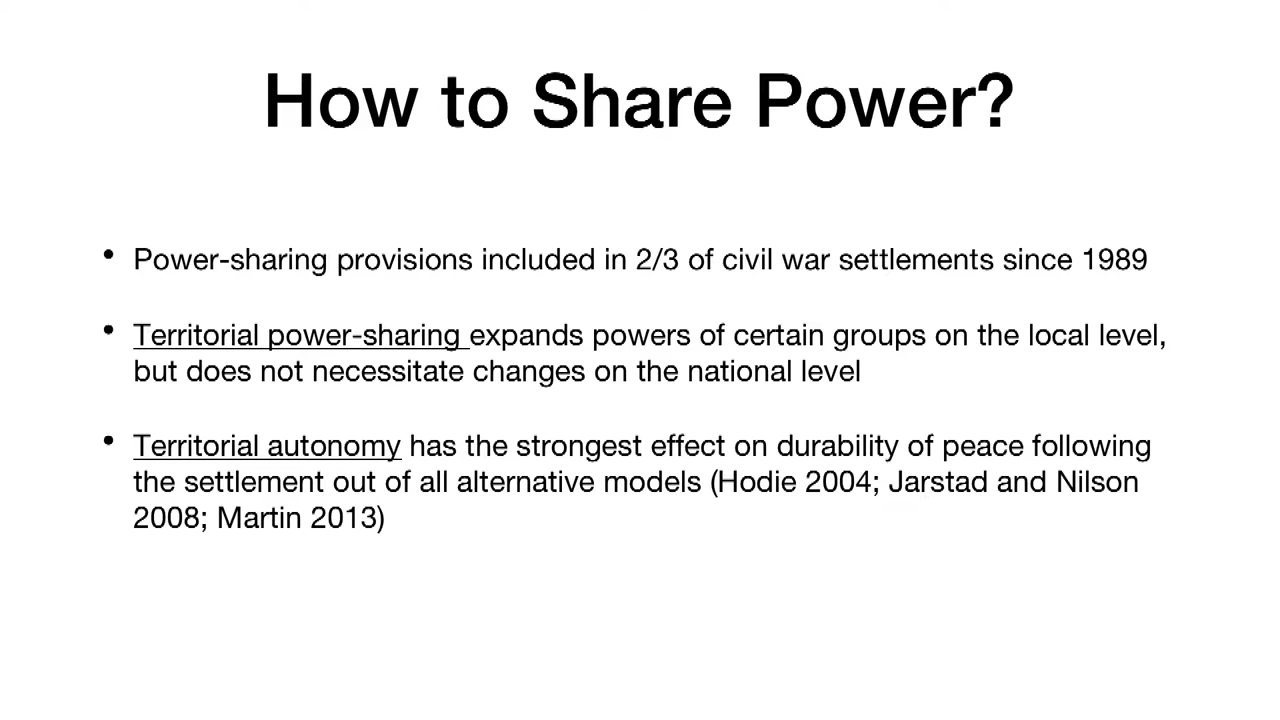 How to Share Power?
• Power-sharing provisions included in 2/3 of civil war settlements since 1989
• Territorial power-sharing expands powers of certain groups on the local level,
but does not necessitate changes on the national level
• Territorial autonomy has the strongest effect on durability of peace following
the settlement out of all alternative models (Hodie 2004; Jarstad and Nilson
2008; Martin 2013)